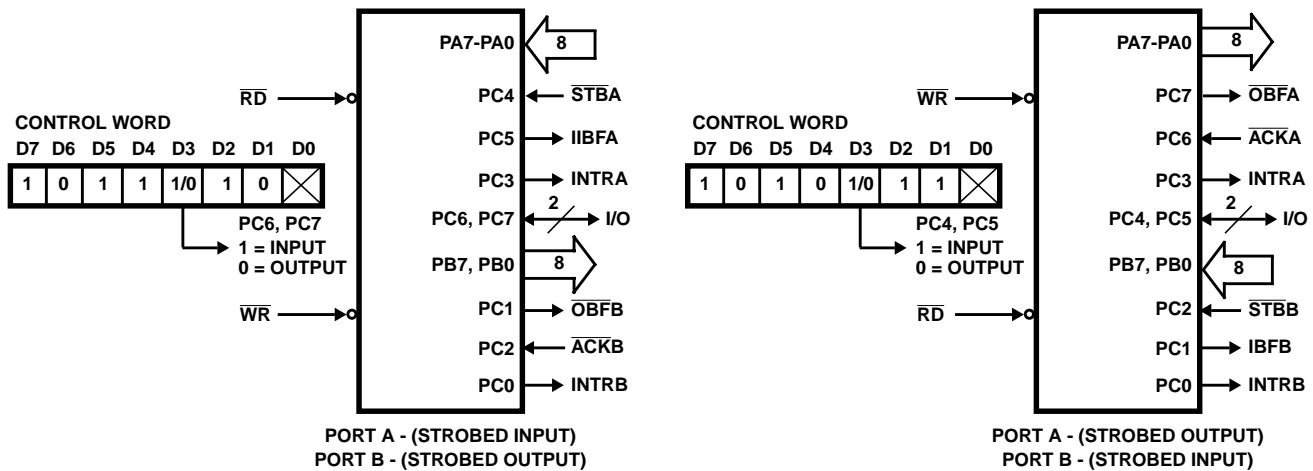 PA7-PA0
8
RD
PC4
STBA
CONTROL WORD
D7 D6 D5 D4 D3 D2 D1 D0
1 0 1 1 1/0 1 0
PC5
IIBFA
PC3
INTRA
PC6, PC7
1 = INPUT
0 = OUTPUT
PC6, PC7
2
I/O
PB7, PB0
8
WR
PC1
OBFB
PC2
ACKB
PC0
INTRB
PORT A - (STROBED INPUT)
PORT B - (STROBED OUTPUT)
PA7-PA0
8
WR
PC7
OBFA
CONTROL WORD
D7 D6 D5 D4 D3 D2 D1 D0
1 0 1 0 1/0 1 1
PC6
ACKA
PC3
INTRA
PC4, PC5
1 = INPUT
0 = OUTPUT
PC4, PC5
2
I/O
PB7, PB0
8
RD
PC2
STBB
PC1
IBFB
PC0
INTRB
PORT A - (STROBED OUTPUT)
PORT B - (STROBED INPUT)